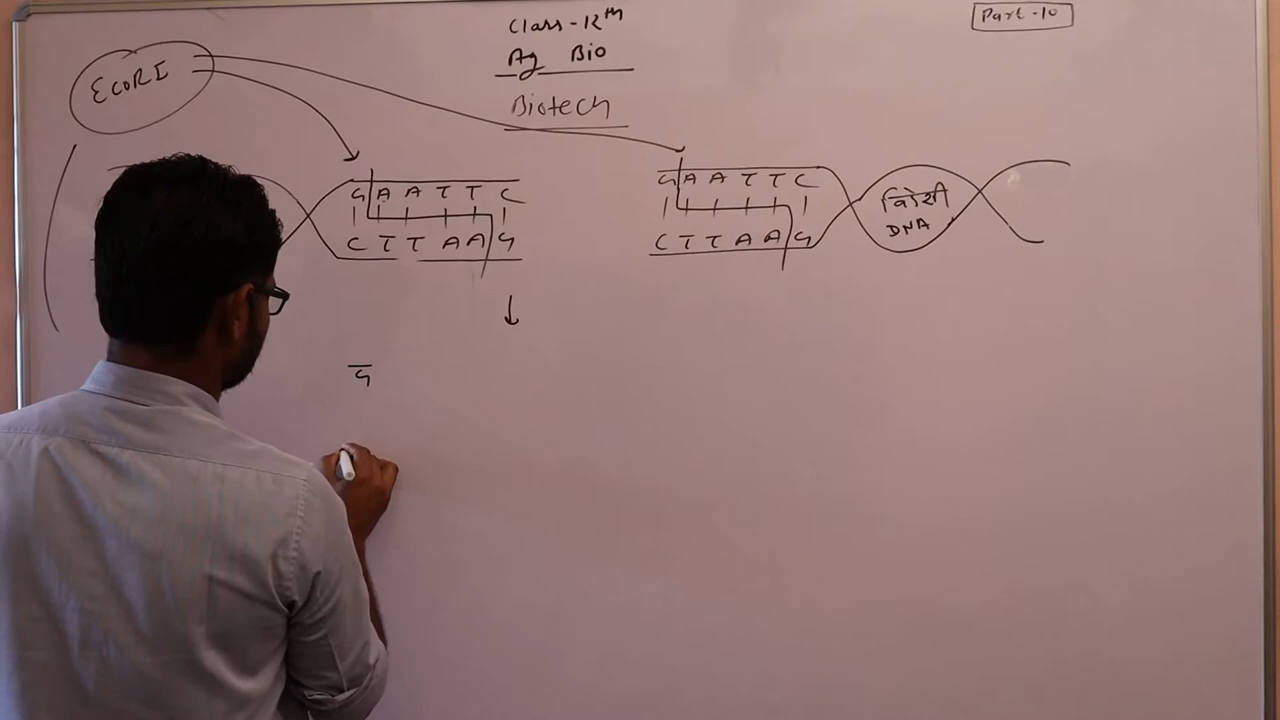 Class-12th
Ag Bio
Biotech
Part-10
EcoRI
G A A T T C
C T T A A G
G A A T T C
C T T A A G
विदेशी
DNA
G